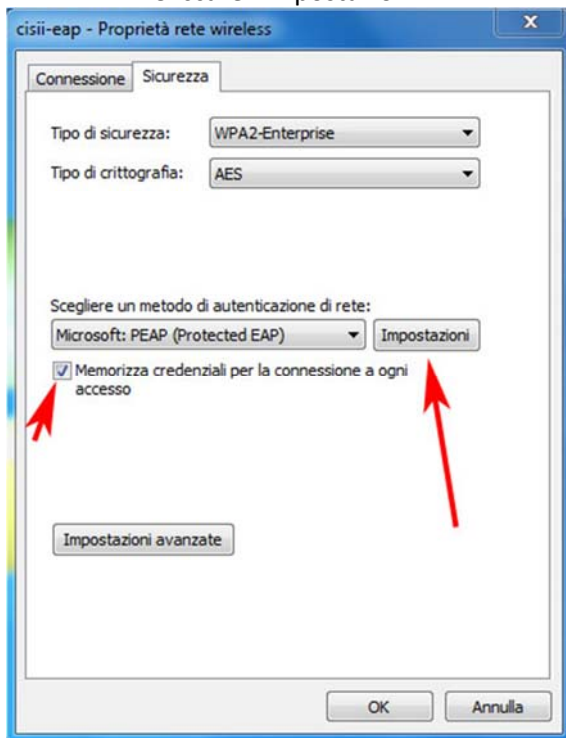 cisii-eap - Proprietà rete wireless
Connessione Sicurezza
Tipo di sicurezza: WPA2-Enterprise
Tipo di crittografia: AES
Scegliere un metodo di autenticazione di rete:
Microsoft: PEAP (Protected EAP) Impostazioni
Memorizza credenziali per la connessione a ogni
accesso
Impostazioni avanzate
OK Annulla